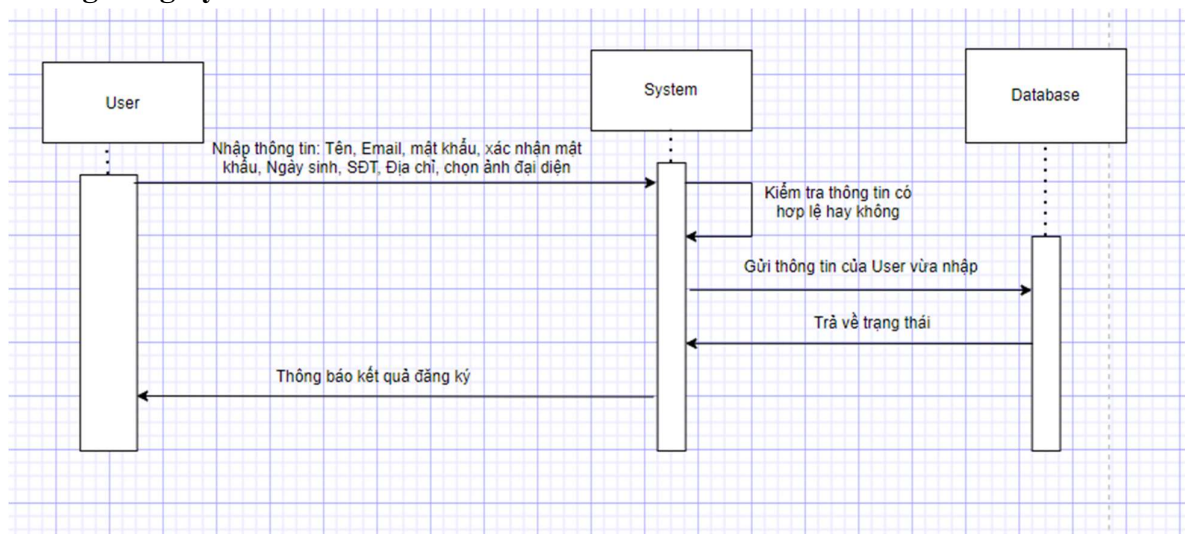 User
System
Database
Nhập thông tin: Tên, Email, mật khẩu, xác nhận mật
khẩu, Ngày sinh, SĐT, Địa chỉ, chọn ảnh đại diện
Kiểm tra thông tin có
hơp lệ hay không
Gửi thông tin của User vừa nhập
Trả về trạng thái
Thông báo kết quả đăng ký